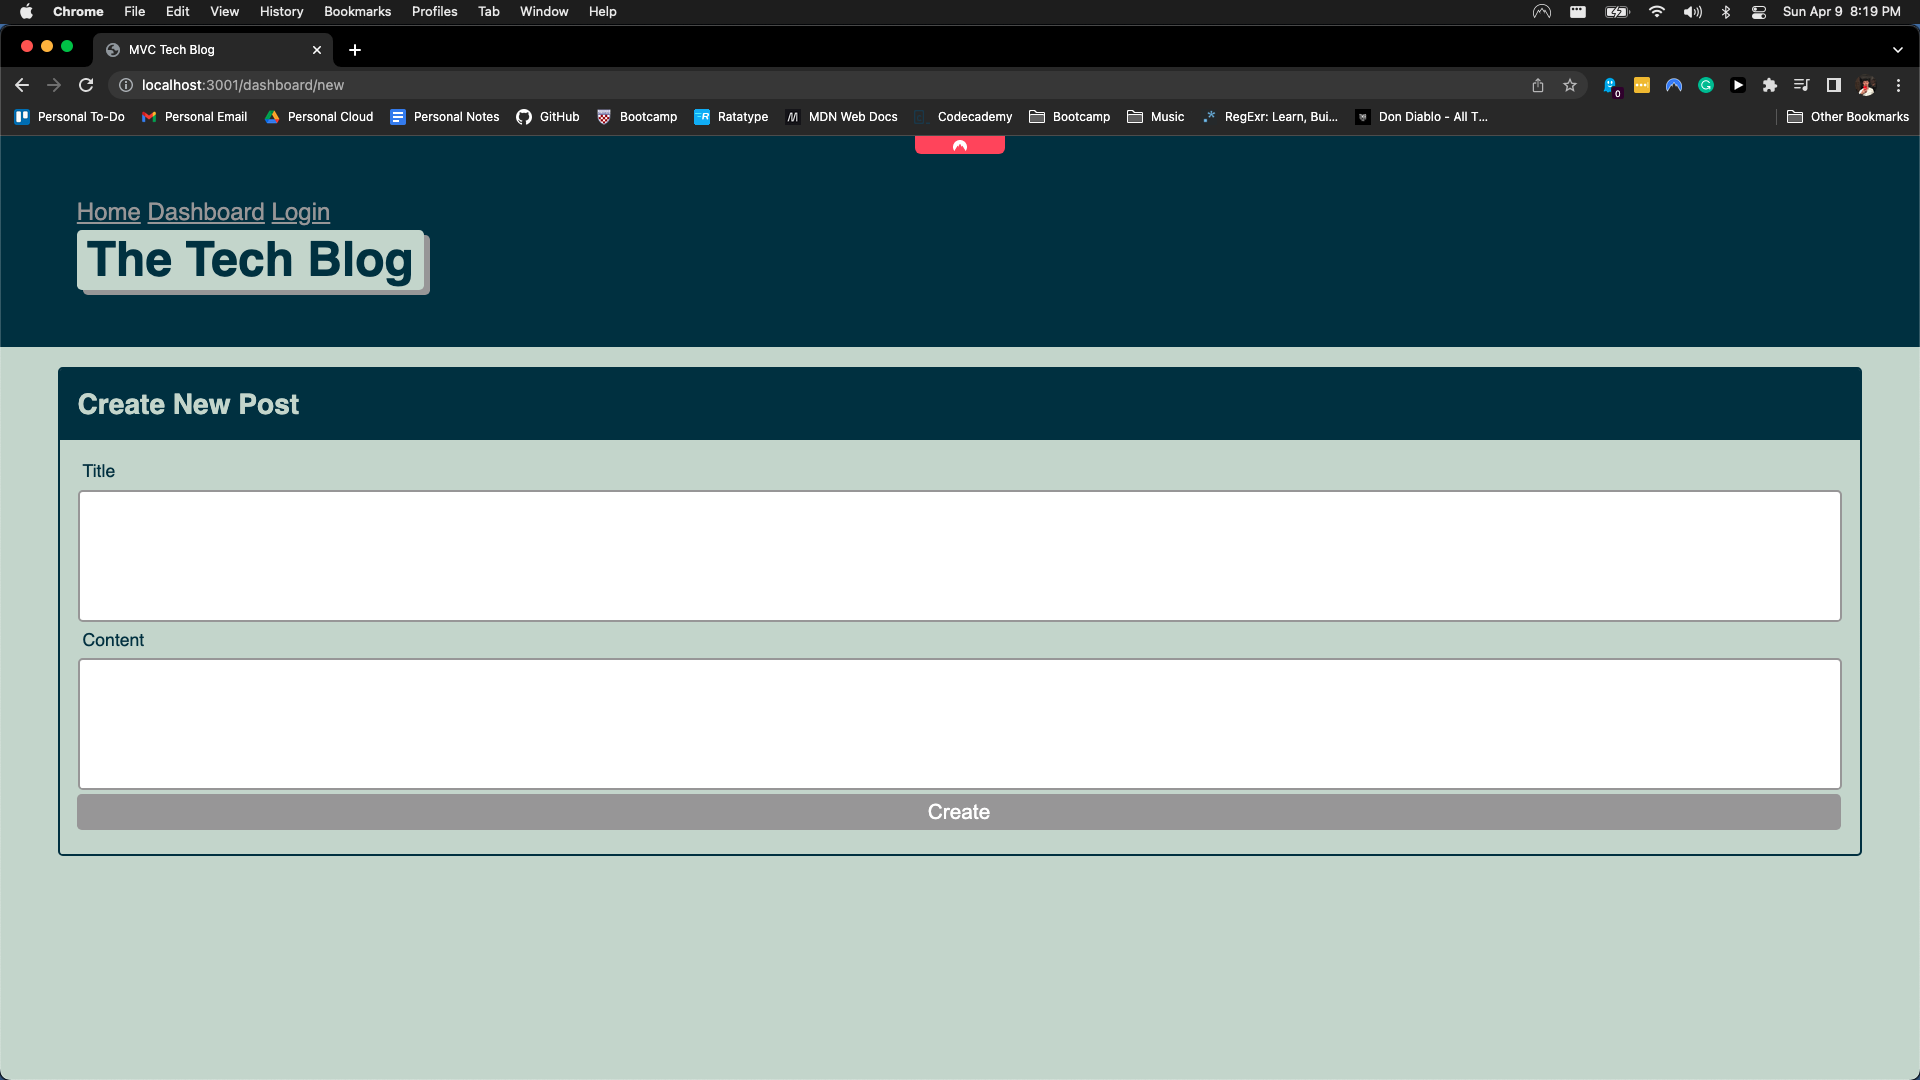 Chrome File Edit View History Bookmarks Profiles Tab Window Help Sun Apr 9 8:19 PM
MVC Tech Blog
localhost:3001/dashboard/new 0
Personal To-Do Personal Email Personal Cloud Personal Notes GitHub Bootcamp Ratatype MDN Web Docs Codecademy Bootcamp Music RegExr: Learn, Bui... Don Diablo - All T... Other Bookmarks
Home Dashboard Login
The Tech Blog
Create New Post
Title
Content
Create